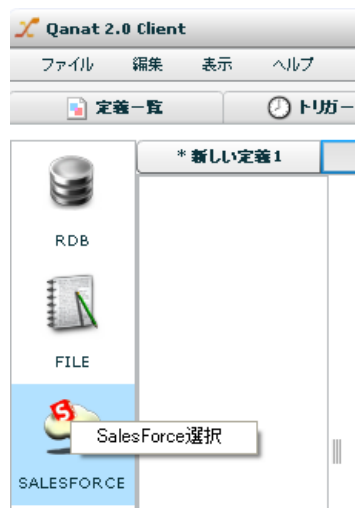 Qanat 2.0 Client
ファイル 編集 表示 ヘルプ
定義一覧 トリガー
* 新しい定義1
RDB
FILE
SalesForce選択
SALESFORCE